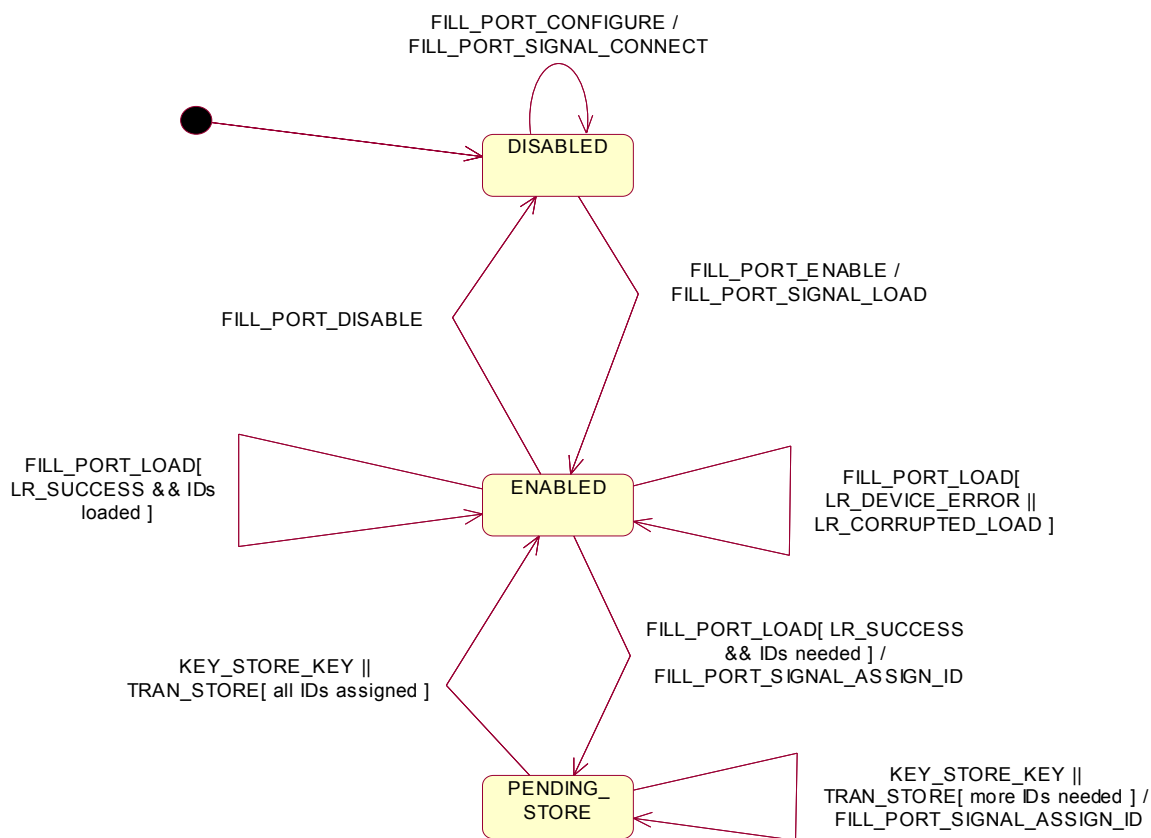 FILL_PORT_CONFIGURE /
FILL_PORT_SIGNAL_CONNECT
DISABLED
FILL_PORT_ENABLE /
FILL_PORT_SIGNAL_LOAD
FILL_PORT_DISABLE
FILL_PORT_LOAD[
LR_SUCCESS && IDs
loaded ]
ENABLED
FILL_PORT_LOAD[
LR_DEVICE_ERROR ||
LR_CORRUPTED_LOAD ]
FILL_PORT_LOAD[ LR_SUCCESS
&& IDs needed ] /
FILL_PORT_SIGNAL_ASSIGN_ID
KEY_STORE_KEY ||
TRAN_STORE[ all IDs assigned ]
PENDING_
STORE
KEY_STORE_KEY ||
TRAN_STORE[ more IDs needed ] /
FILL_PORT_SIGNAL_ASSIGN_ID